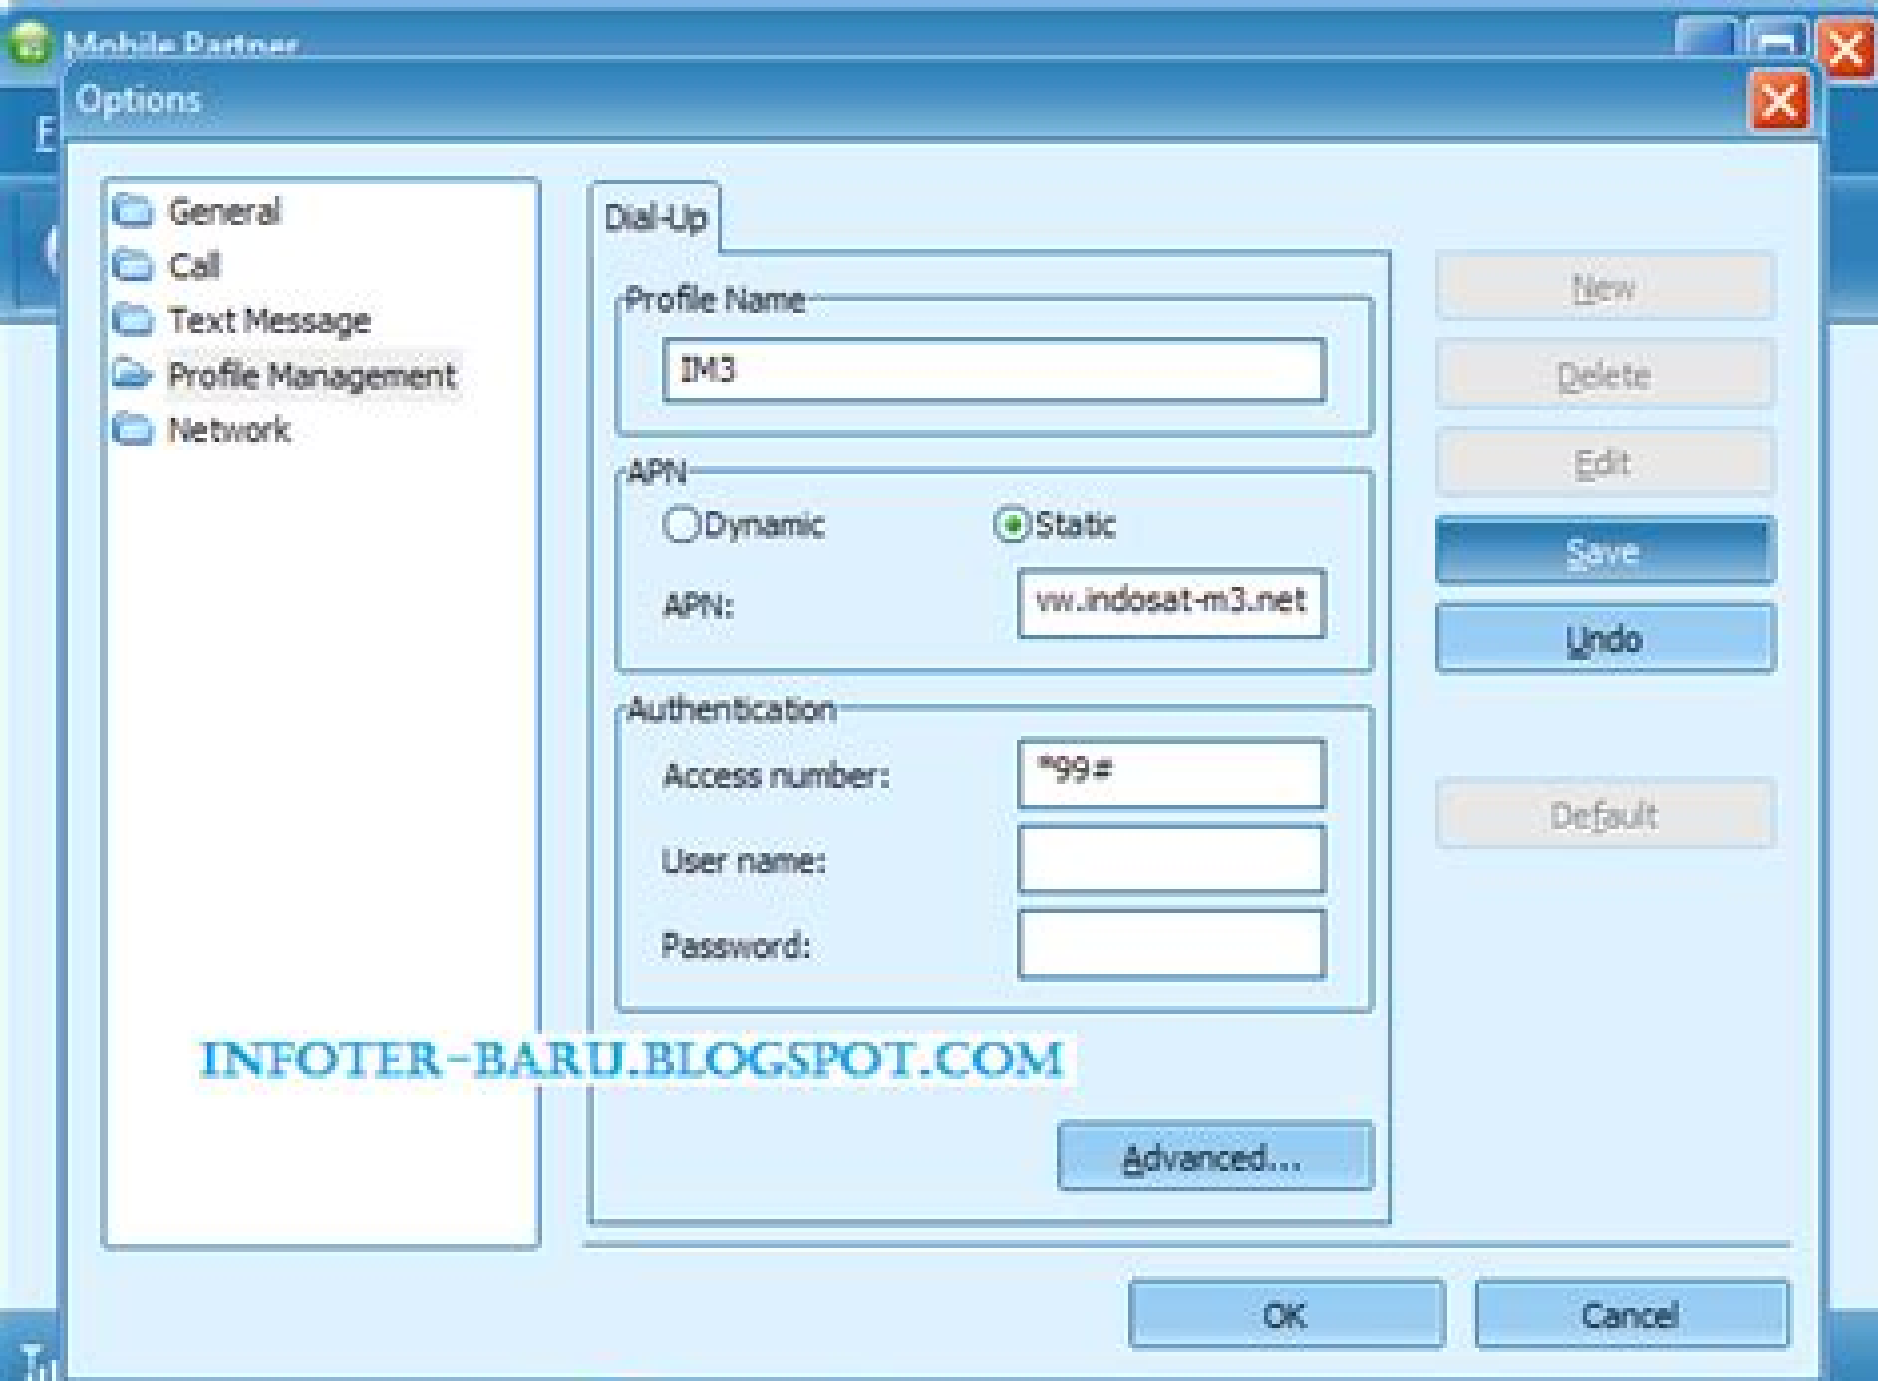 Mobile Partner
Options
General
Call
Text Message
Profile Management
Network
Dial-Up
Profile Name
IM3
APN
Dynamic
Static
APN:
vw.indosat-m3.net
Authentication
Access number:
*99#
User name:
Password:
Advanced...
New
Delete
Edit
Save
Undo
Default
INFOTER-BARU.BLOGSPOT.COM
OK
Cancel